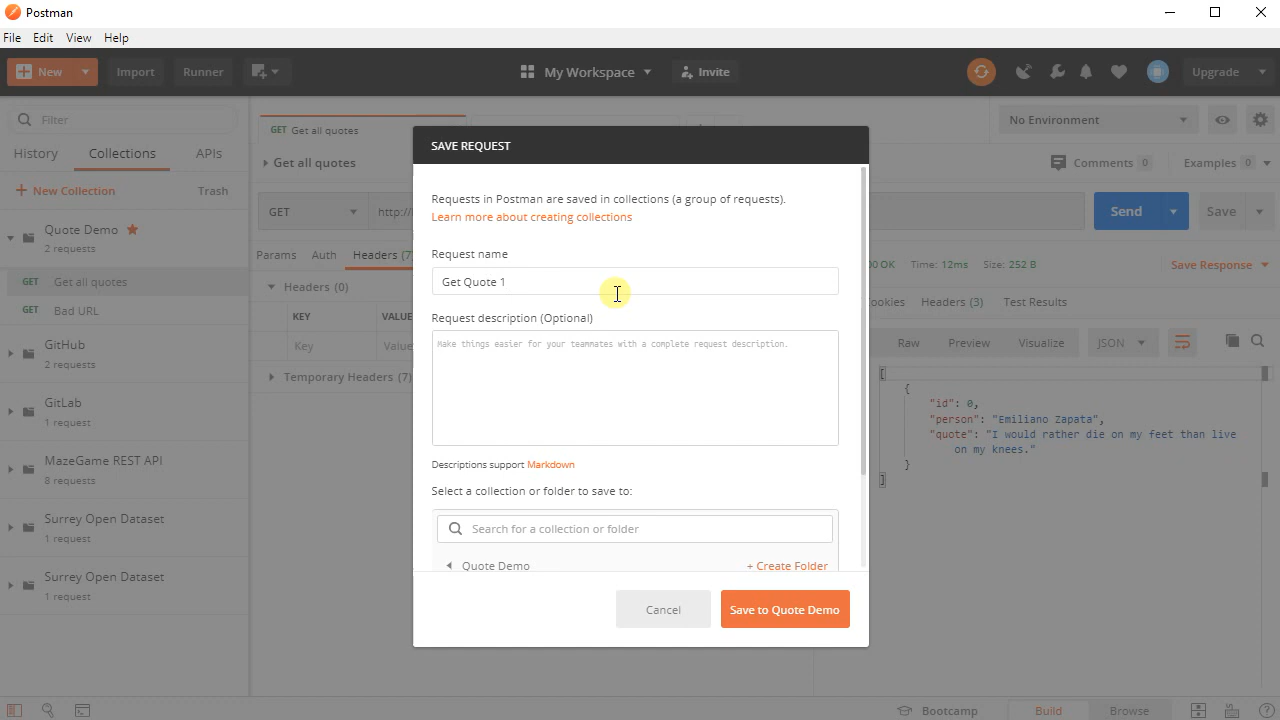 Postman
File Edit View Help
New Import Runner My Workspace Invite Upgrade
Filter
History Collections APIs
+ New Collection Trash
Quote Demo
2 requests
GET Get all quotes
GET Bad URL
GitHub
2 requests
GitLab
1 request
MazeGame REST API
8 requests
Surrey Open Dataset
1 request
Surrey Open Dataset
1 request
GET Get all quotes
No Environment
Get all quotes
Comments 0 Examples 0
GET http://
Send Save
Params Auth Headers (7
Headers (0)
KEY VALUE
Key Value
Temporary Headers (7)
00 OK Time: 12ms Size: 252 B Save Response
ookies Headers (3) Test Results
Raw Preview Visualize JSON
[
{
"id": 0,
"person": "Emiliano Zapata",
"quote": "I would rather die on my feet than live
on my knees."
}
]
SAVE REQUEST
Requests in Postman are saved in collections (a group of requests).
Learn more about creating collections
Request name
Get Quote 1
Request description (Optional)
Make things easier for your teammates with a complete request description.
Descriptions support Markdown
Select a collection or folder to save to:
Search for a collection or folder
Quote Demo + Create Folder
Cancel Save to Quote Demo
Bootcamp Build Browse